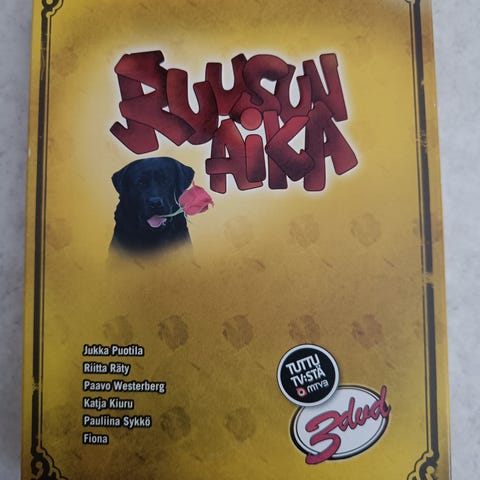 RUUSUN
AiKA
Jukka Puotila
Riitta Räty
Paavo Westerberg
Katja Kiuru
Pauliina Sykkö
Fiona
TUTTU
TV:STÄ
MTV3
3dvd